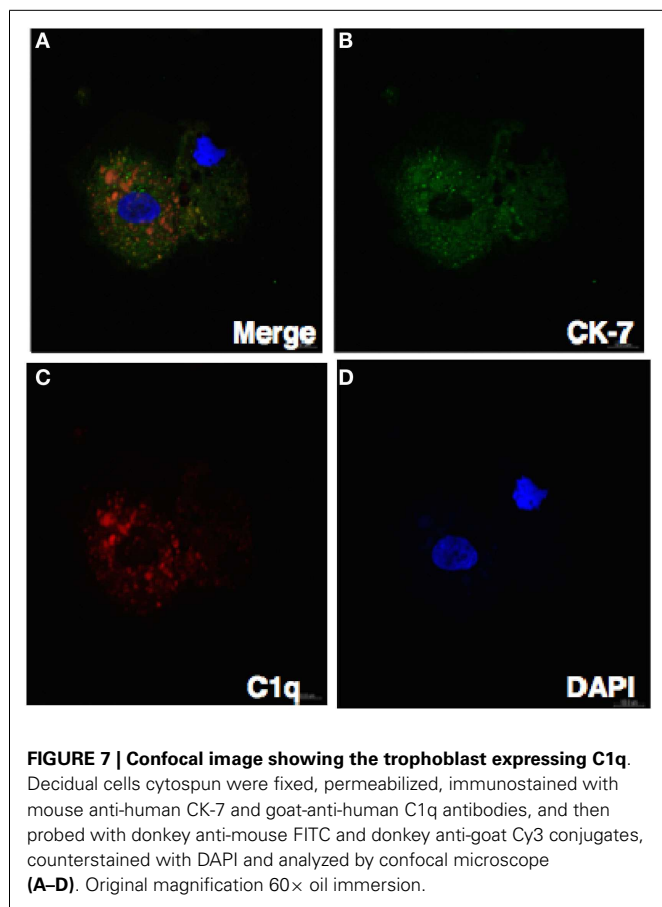 A
B
Merge
CK-7
C
D
C1q
DAPI
FIGURE 7 | Confocal image showing the trophoblast expressing C1q.
Decidual cells cytospun were fixed, permeabilized, immunostained with
mouse anti-human CK-7 and goat-anti-human C1q antibodies, and then
probed with donkey anti-mouse FITC and donkey anti-goat Cy3 conjugates,
counterstained with DAPI and analyzed by confocal microscope
(A–D). Original magnification 60× oil immersion.